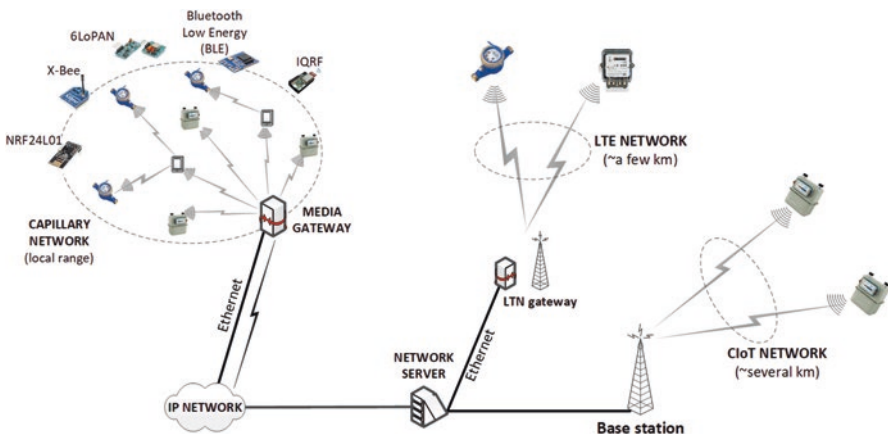 Bluetooth
Low Energy
(BLE)
6LoPAN
X-Bee
IQRF
NRF24L01
CAPILLARY
NETWORK
(local range)
MEDIA
GATEWAY
Ethernet
IP NETWORK
NETWORK
SERVER
Ethernet
LTN gateway
LTE NETWORK
(~a few km)
CIoT NETWORK
(~several km)
Base station